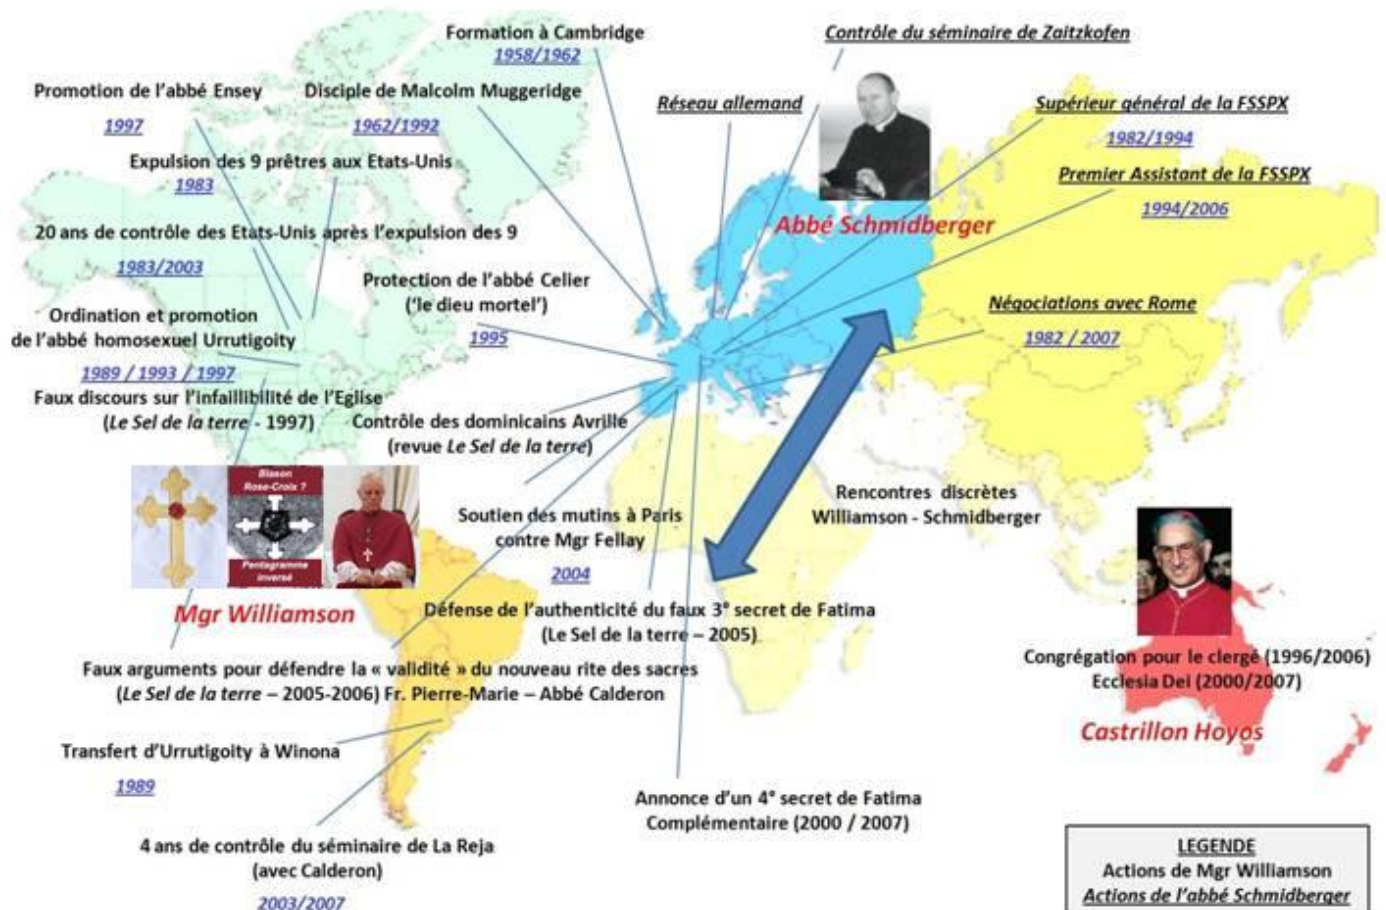 Formation à Cambridge
1958/1962
Contrôle du séminaire de Zaitzkofen
Promotion de l'abbé Ensey
1997
Disciple de Malcolm Muggeridge
1962/1992
Réseau allemand
Supérieur général de la FSSPX
1982/1994
Expulsion des 9 prêtres aux Etats-Unis
1983
Premier Assistant de la FSSPX
1994/2006
Abbé Schmidberger
20 ans de contrôle des Etats-Unis après l'expulsion des 9
1983/2003
Protection de l'abbé Celier
('le dieu mortel')
1995
Négociations avec Rome
1982 / 2007
Ordination et promotion
de l'abbé homosexuel Urrutigoity
1989 / 1993 / 1997
Faux discours sur l'infaillibilité de l'Eglise
(Le Sel de la terre - 1997)
Contrôle des dominicains Avrille
(revue Le Sel de la terre)
Blason
Rose-Croix ?
Pentagramme
inversé
Mgr Williamson
Soutien des mutins à Paris
contre Mgr Fellay
2004
Rencontres discrètes
Williamson - Schmidberger
Défense de l'authenticité du faux 3° secret de Fatima
(Le Sel de la terre – 2005)
Faux arguments pour défendre la « validité » du nouveau rite des sacres
(Le Sel de la terre – 2005-2006) Fr. Pierre-Marie – Abbé Calderon
Congrégation pour le clergé (1996/2006)
Ecclesia Dei (2000/2007)
Castrillon Hoyos
Transfert d'Urrutigoity à Winona
1989
Annonce d'un 4° secret de Fatima
Complémentaire (2000 / 2007)
4 ans de contrôle du séminaire de La Reja
(avec Calderon)
2003/2007
LEGENDE
Actions de Mgr Williamson
Actions de l'abbé Schmidberger